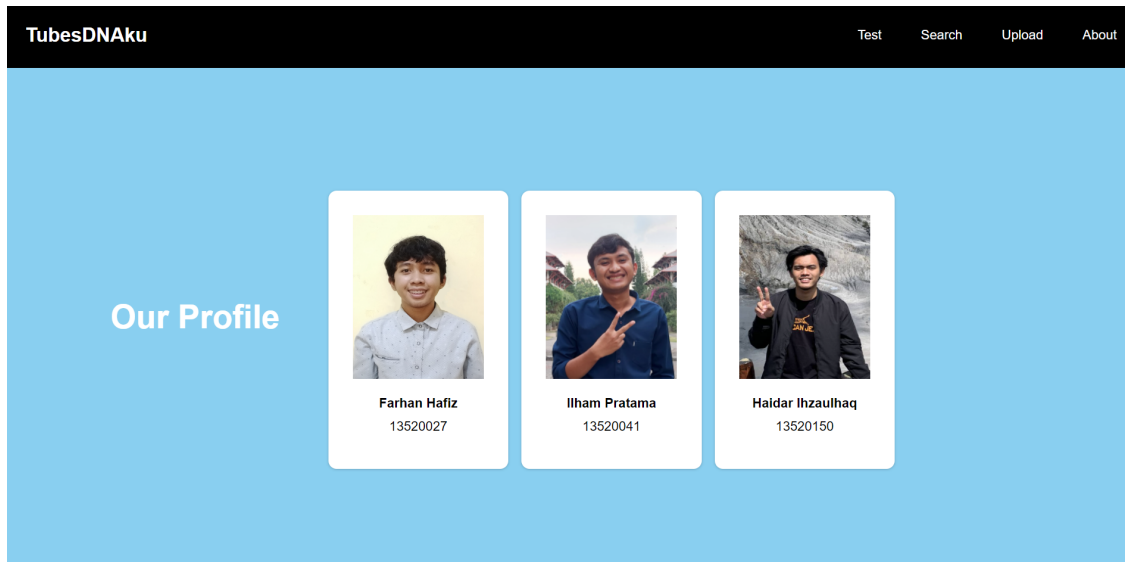 TubesDNAku
Test Search Upload About
Our Profile
Farhan Hafiz
13520027
Ilham Pratama
13520041
Haidar Ihzaulhaq
13520150